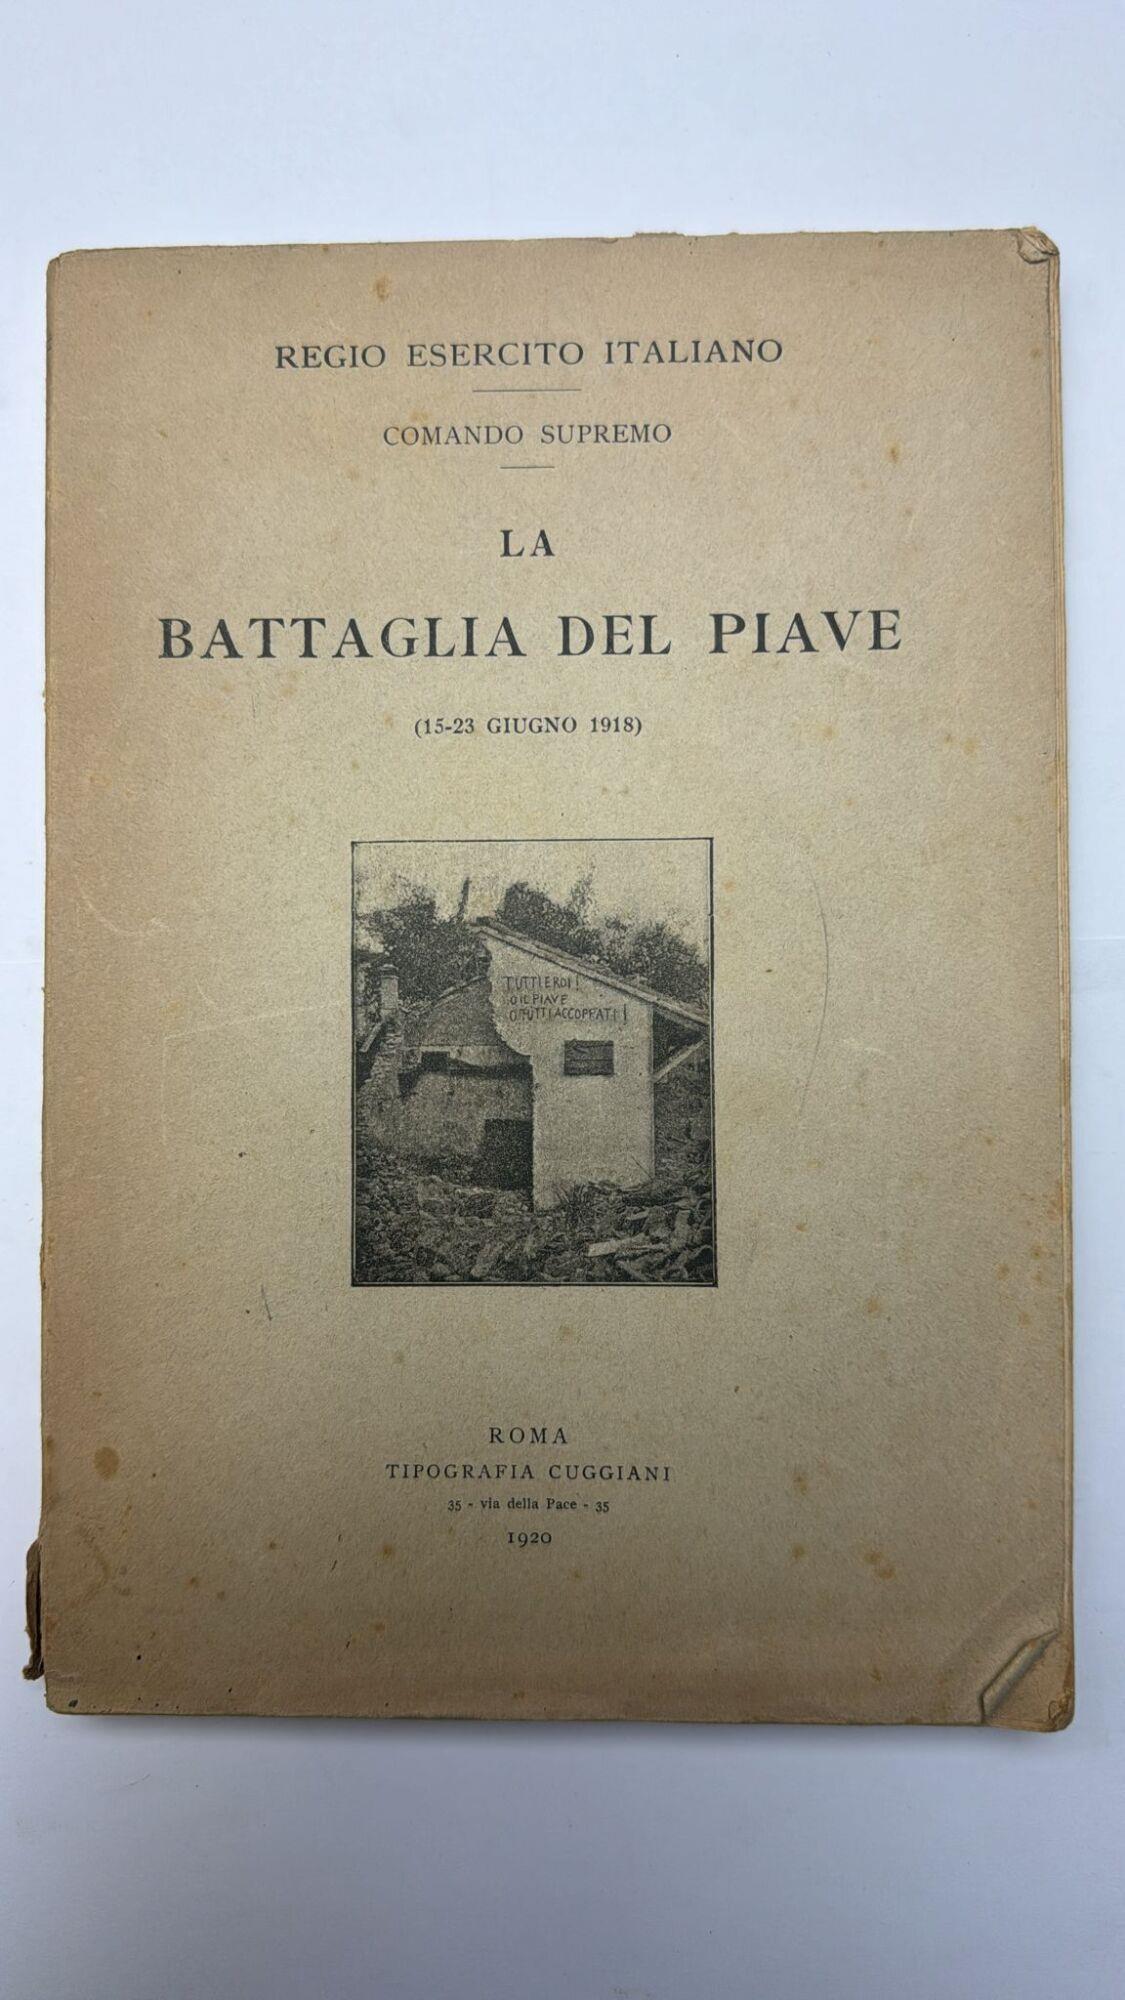 REGIO ESERCITO ITALIANO
COMANDO SUPREMO
LA
BATTAGLIA DEL PIAVE
(15-23 GIUGNO 1918)
TUTTI EROI!
O IL PIAVE
O TUTTI ACCOPPATI!
ROMA
TIPOGRAFIA CUGGIANI
35 - via della Pace - 35
1920